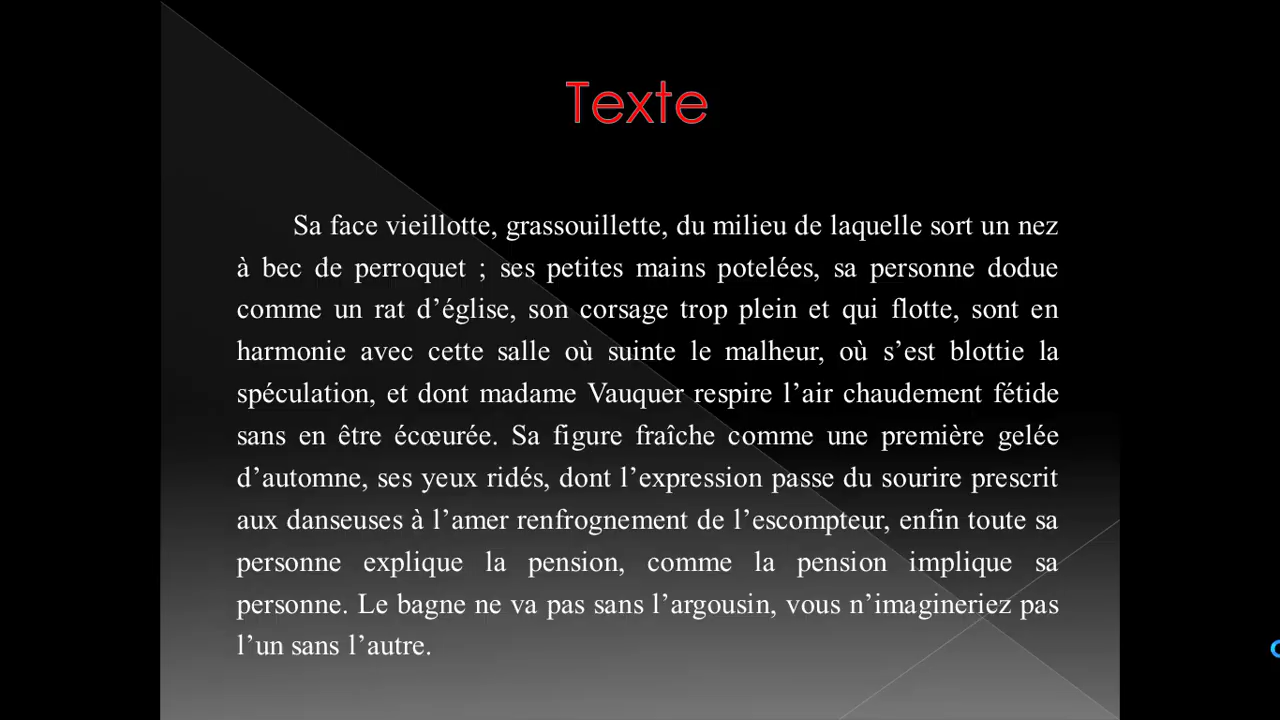 Texte
Sa face vieillotte, grassouillette, du milieu de laquelle sort un nez
à bec de perroquet ; ses petites mains potelées, sa personne dodue
comme un rat d’église, son corsage trop plein et qui flotte, sont en
harmonie avec cette salle où suinte le malheur, où s’est blottie la
spéculation, et dont madame Vauquer respire l’air chaudement fétide
sans en être écœurée. Sa figure fraîche comme une première gelée
d’automne, ses yeux ridés, dont l’expression passe du sourire prescrit
aux danseuses à l’amer renfrognement de l’escompteur, enfin toute sa
personne explique la pension, comme la pension implique sa
personne. Le bagne ne va pas sans l’argousin, vous n’imagineriez pas
l’un sans l’autre.